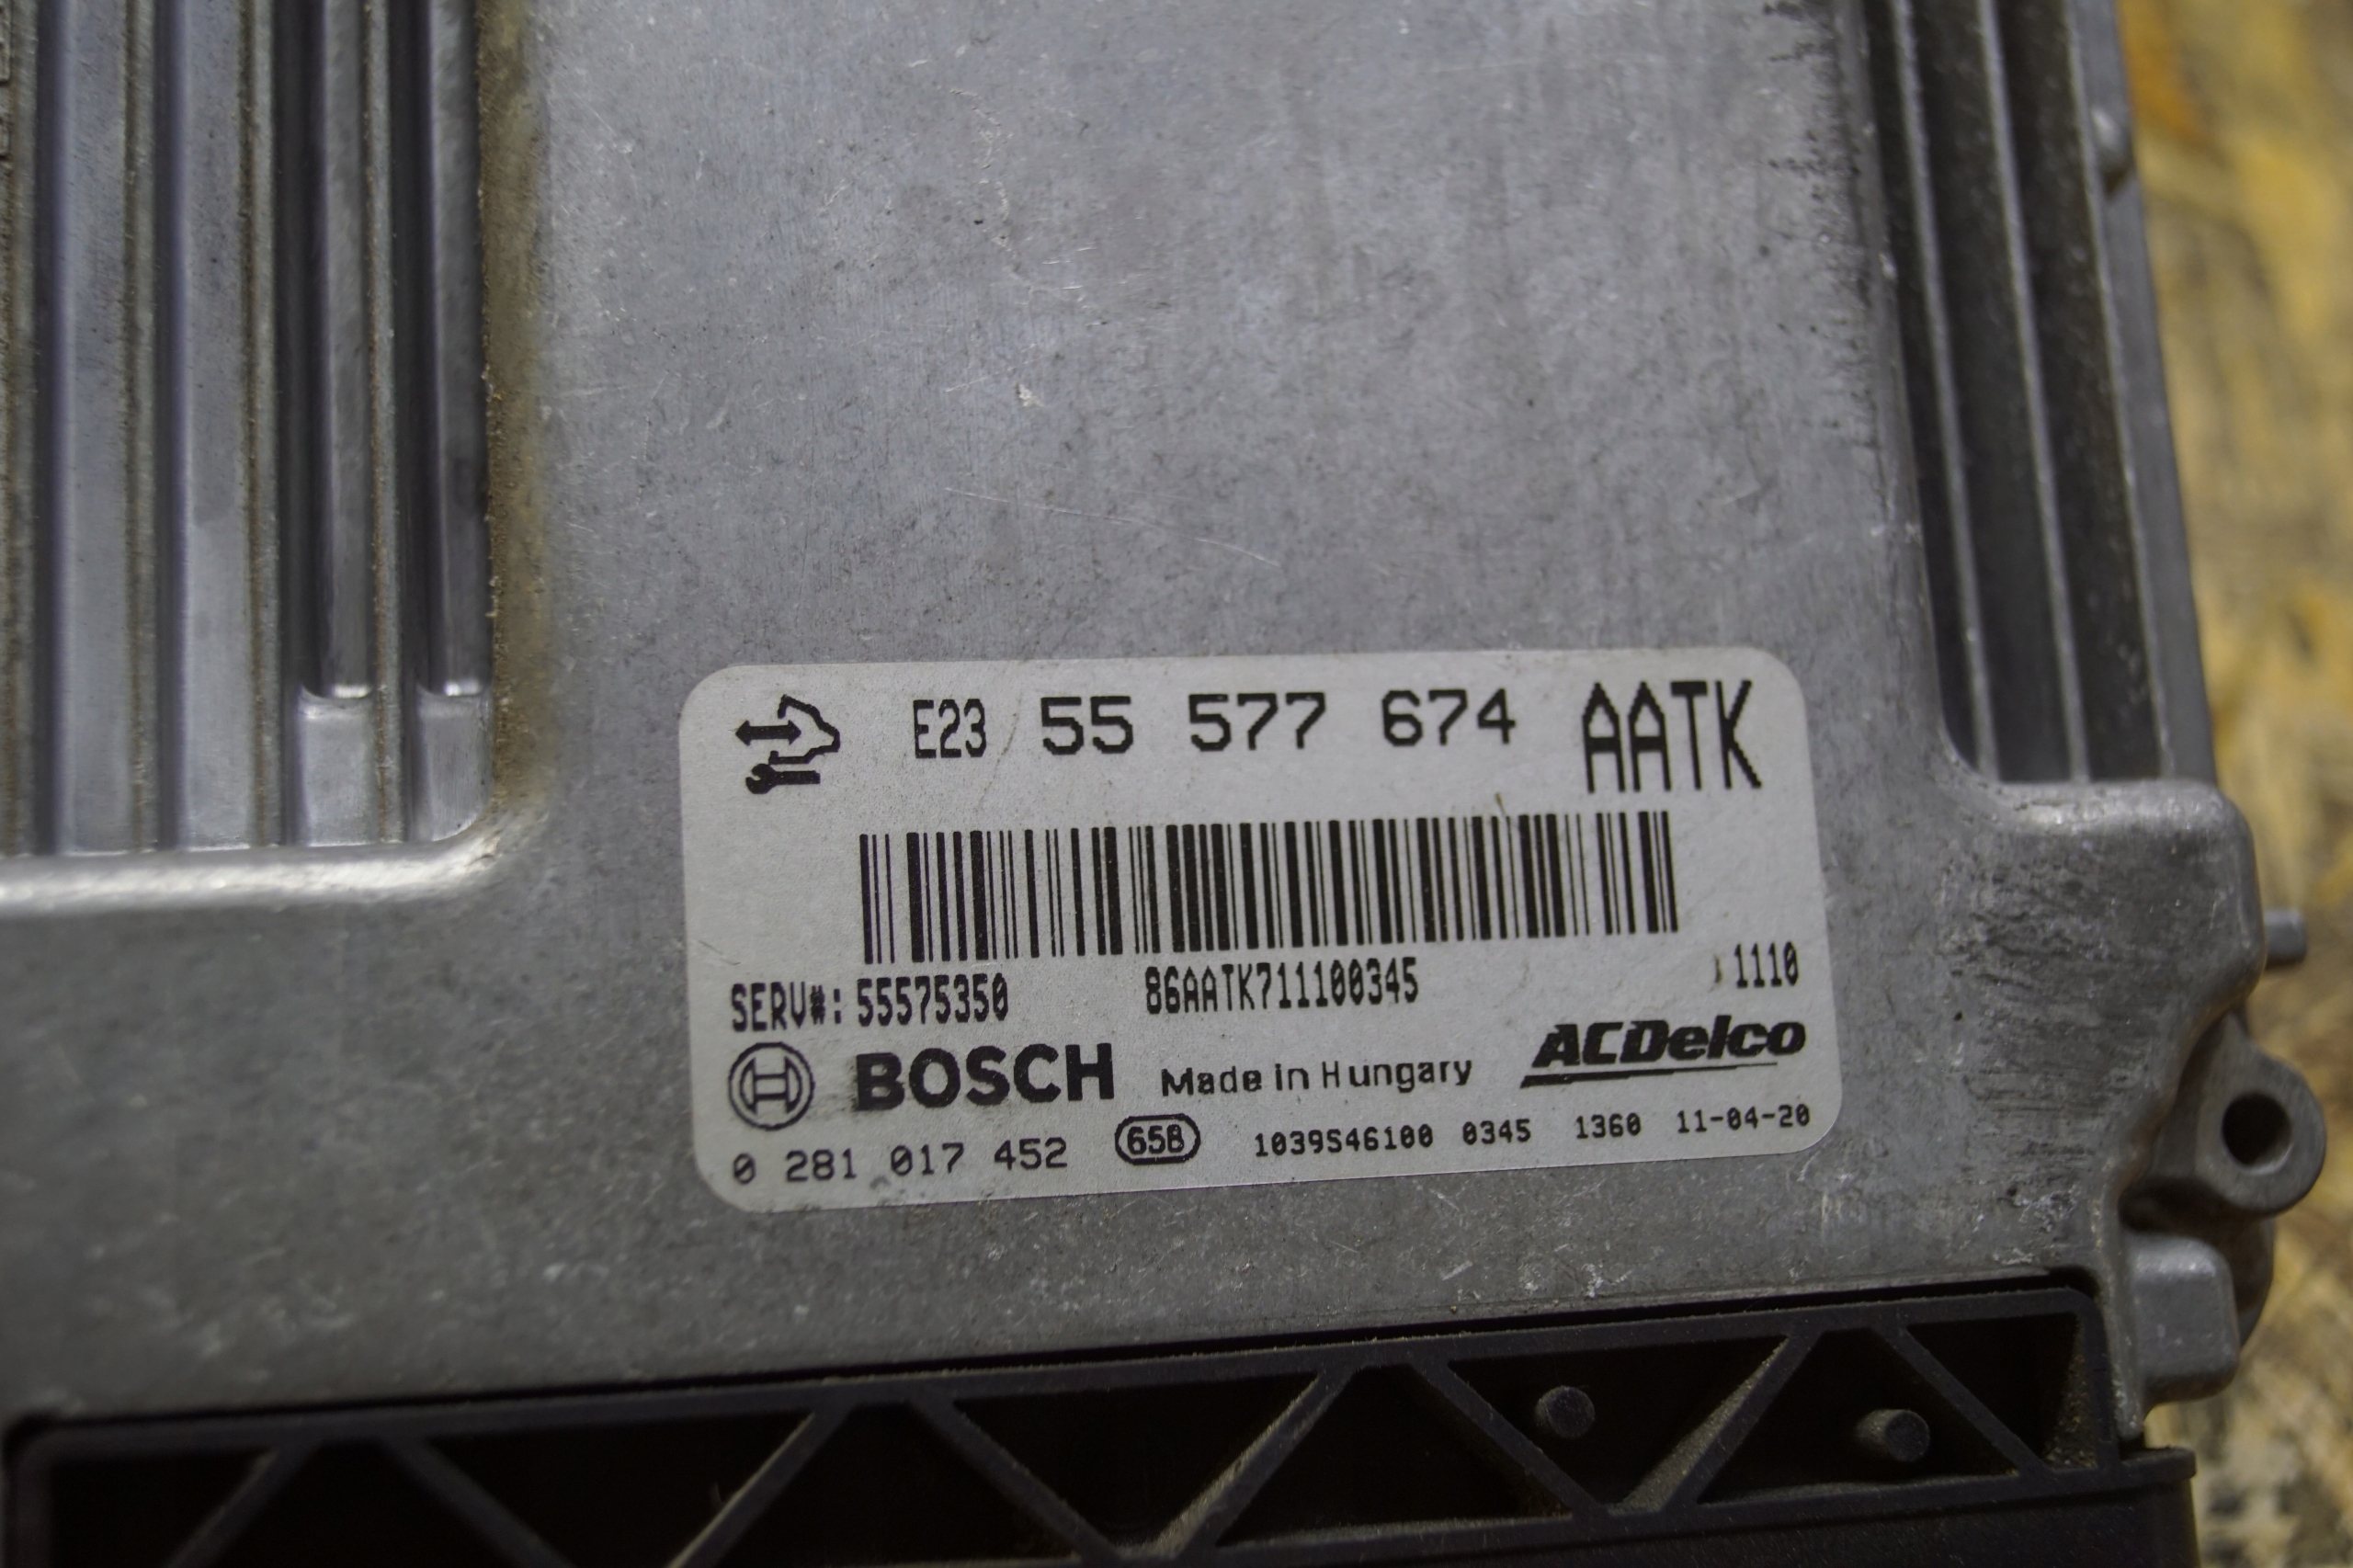 E23 55 577 674 AATK
SERV#: 55575350 86AATK711100345 1110
BOSCH Made in Hungary ACDelco
0 281 017 452 65B 1039S46100 0345 1360 11-04-20